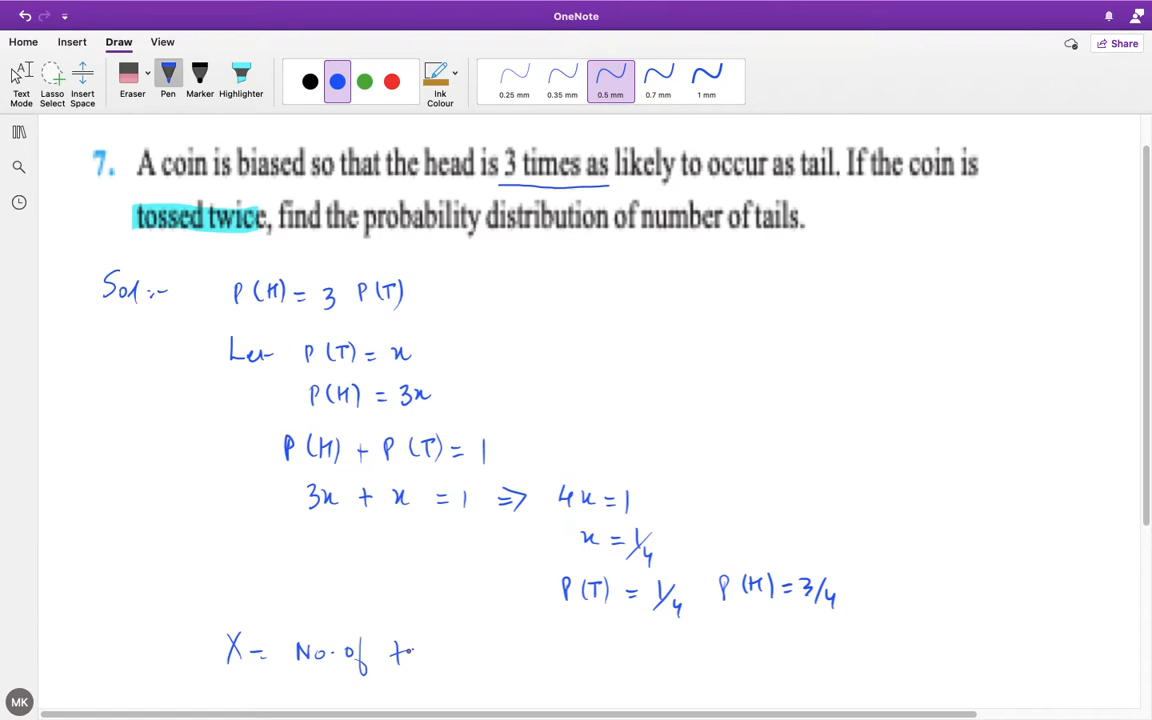 OneNote
Home Insert Draw View
Share
Text Mode
Lasso Select
Insert Space
Eraser
Pen
Marker
Highlighter
Ink Colour
0.25 mm
0.35 mm
0.5 mm
0.7 mm
1 mm
7. A coin is biased so that the head is 3 times as likely to occur as tail. If the coin is
tossed twice, find the probability distribution of number of tails.
Sol :- P(H) = 3 P(T)
Let P(T) = x
P(H) = 3x
P(H) + P(T) = 1
3x + x = 1 ⇒ 4x = 1
x = 1/4
P(T) = 1/4 P(H) = 3/4
X = No. of t
MK